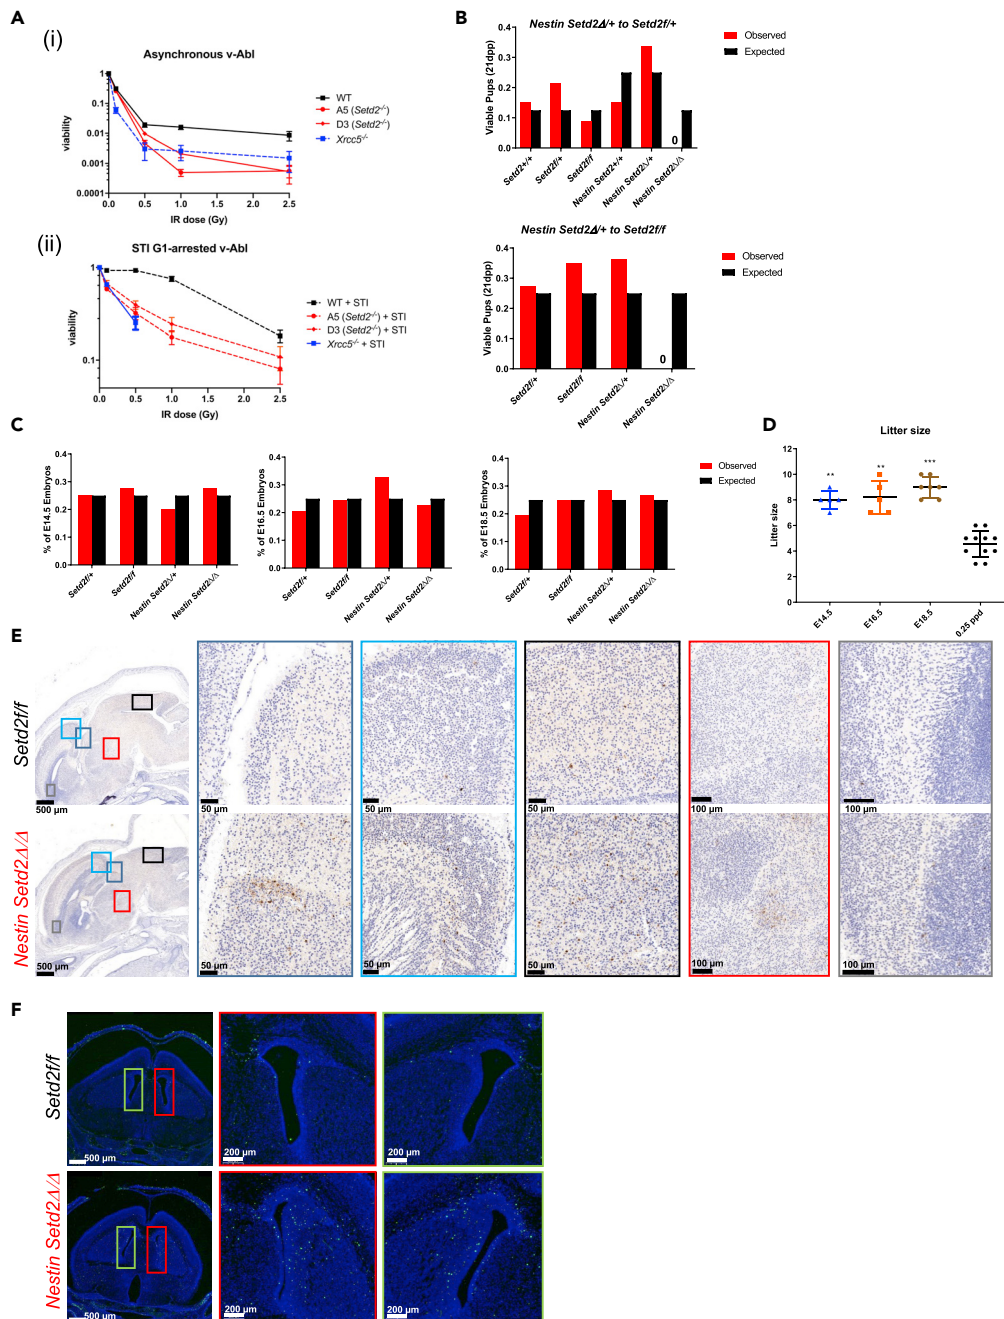 A
(i)
Asynchronous v-Abl
viability
1
0.1
0.01
0.001
0.0001
0.0 0.5 1.0 1.5 2.0 2.5
IR dose (Gy)
WT
A5 (Setd2-/-)
D3 (Setd2-/-)
Xrcc5-/-
(ii)
STI G1-arrested v-Abl
viability
1
0.1
0.0 0.5 1.0 1.5 2.0 2.5
IR dose (Gy)
WT + STI
A5 (Setd2-/-) + STI
D3 (Setd2-/-) + STI
Xrcc5-/- + STI
B
Nestin Setd2Δ/+ to Setd2f/+
Viable Pups (21dpp)
0.4
0.3
0.2
0.1
0.0
0
Setd2+/+
Setd2f/+
Setd2f/f
Nestin Setd2+/+
Nestin Setd2Δ/+
Nestin Setd2Δ/Δ
Observed
Expected
Nestin Setd2Δ/+ to Setd2f/f
Viable Pups (21dpp)
0.4
0.3
0.2
0.1
0.0
0
Setd2f/+
Setd2f/f
Nestin Setd2Δ/+
Nestin Setd2Δ/Δ
Observed
Expected
C
% of E14.5 Embryos
0.4
0.3
0.2
0.1
0.0
Setd2f/+
Setd2f/f
Nestin Setd2Δ/+
Nestin Setd2Δ/Δ
% of E16.5 Embryos
0.4
0.3
0.2
0.1
0.0
Setd2f/+
Setd2f/f
Nestin Setd2Δ/+
Nestin Setd2Δ/Δ
% of E18.5 Embryos
0.4
0.3
0.2
0.1
0.0
Setd2f/+
Setd2f/f
Nestin Setd2Δ/+
Nestin Setd2Δ/Δ
Observed
Expected
D
Litter size
Litter size
12
10
8
6
4
2
0
**
**
***
E14.5
E16.5
E18.5
0.25 ppd
E
Setd2f/f
500 µm
50 µm
50 µm
50 µm
100 µm
100 µm
Nestin Setd2Δ/Δ
500 µm
50 µm
50 µm
50 µm
100 µm
100 µm
F
Setd2f/f
500 µm
200 µm
200 µm
Nestin Setd2Δ/Δ
500 µm
200 µm
200 µm